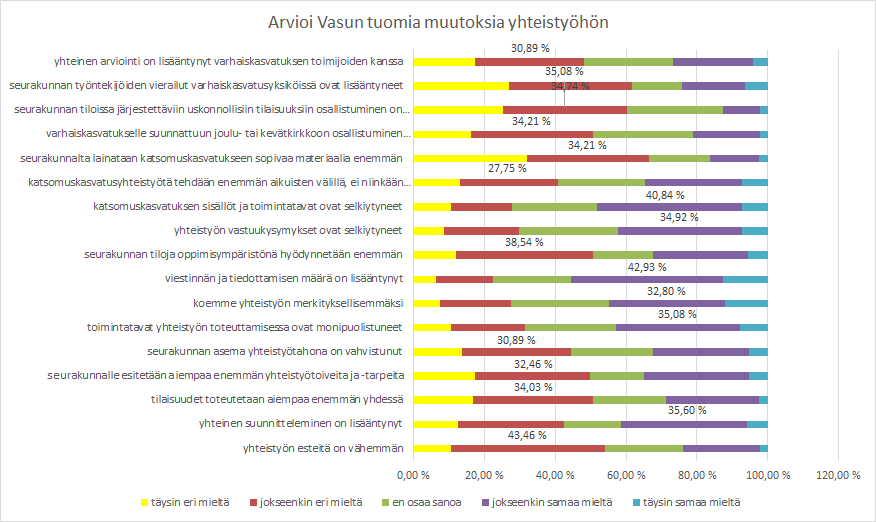 Arvioi Vasun tuomia muutoksia yhteistyöhön
30,89 %
yhteinen arviointi on lisääntynyt varhaiskasvatuksen toimijoiden kanssa
35,08 %
seurakunnan työntekijöiden vierailut varhaiskasvatusyksiköissä ovat lisääntyneet
34,74 %
seurakunnan tiloissa järjestettäviin uskonnollisiin tilaisuuksiin osallistuminen on...
34,21 %
varhaiskasvatukselle suunnattuun joulu- tai kevätkirkkoon osallistuminen...
34,21 %
seurakunnalta lainataan katsomuskasvatukseen sopivaa materiaalia enemmän
27,75 %
katsomuskasvatusyhteistyötä tehdään enemmän aikuisten välillä, ei niinkään...
40,84 %
katsomuskasvatuksen sisällöt ja toimintatavat ovat selkiytyneet
34,92 %
yhteistyön vastuukysymykset ovat selkiytyneet
38,54 %
seurakunnan tiloja oppimisympäristönä hyödynnetään enemmän
42,93 %
viestinnän ja tiedottamisen määrä on lisääntynyt
32,80 %
koemme yhteistyön merkityksellisemmäksi
35,08 %
toimintatavat yhteistyön toteuttamisessa ovat monipuolistuneet
30,89 %
seurakunnan asema yhteistyötahona on vahvistunut
32,46 %
seurakunnalle esitetään aiempaa enemmän yhteistyötoiveita ja -tarpeita
34,03 %
tilaisuudet toteutetaan aiempaa enemmän yhdessä
35,60 %
yhteinen suunnitteleminen on lisääntynyt
43,46 %
yhteistyön esteitä on vähemmän
0,00 % 20,00 % 40,00 % 60,00 % 80,00 % 100,00 % 120,00 %
täysin eri mieltä jokseenkin eri mieltä en osaa sanoa jokseenkin samaa mieltä täysin samaa mieltä